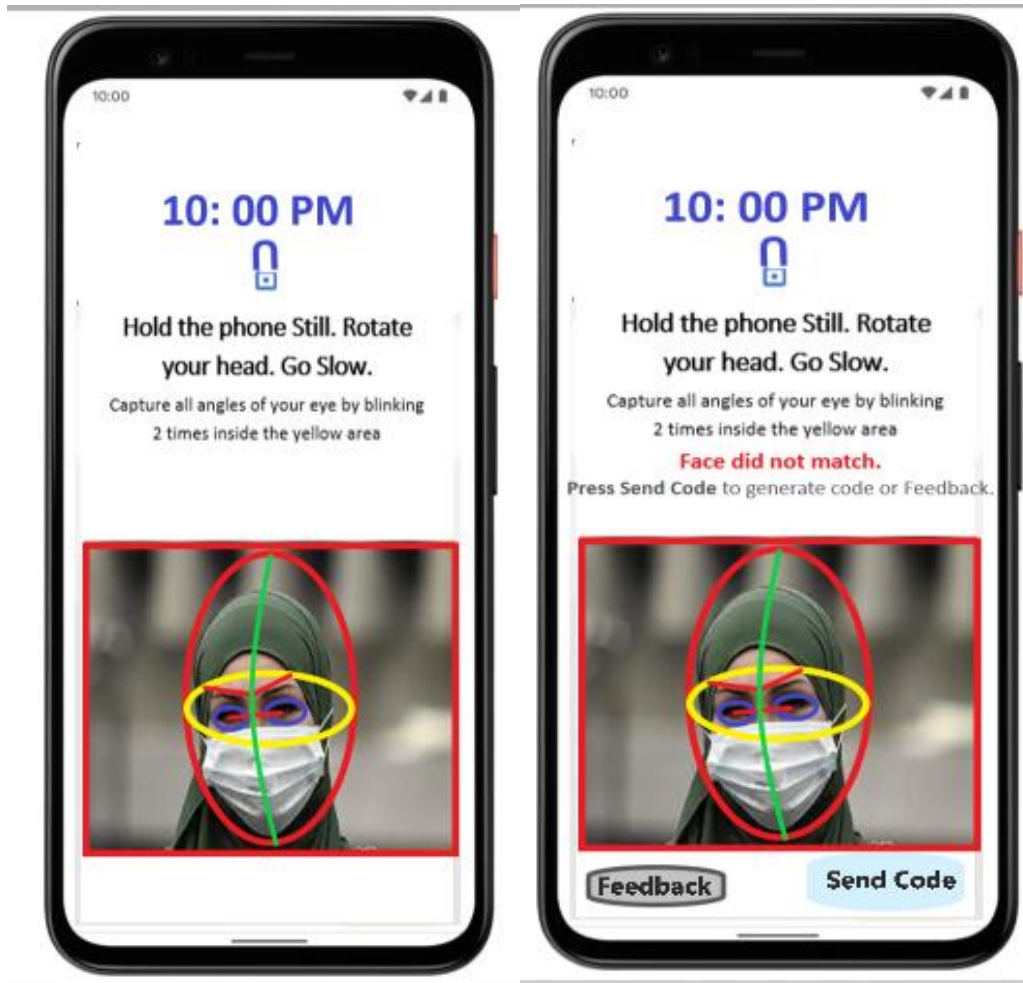 10:00
10: 00 PM
Hold the phone Still. Rotate
your head. Go Slow.
Capture all angles of your eye by blinking
2 times inside the yellow area
10:00
10: 00 PM
Hold the phone Still. Rotate
your head. Go Slow.
Capture all angles of your eye by blinking
2 times inside the yellow area
Face did not match.
Press Send Code to generate code or Feedback.
Feedback
Send Code